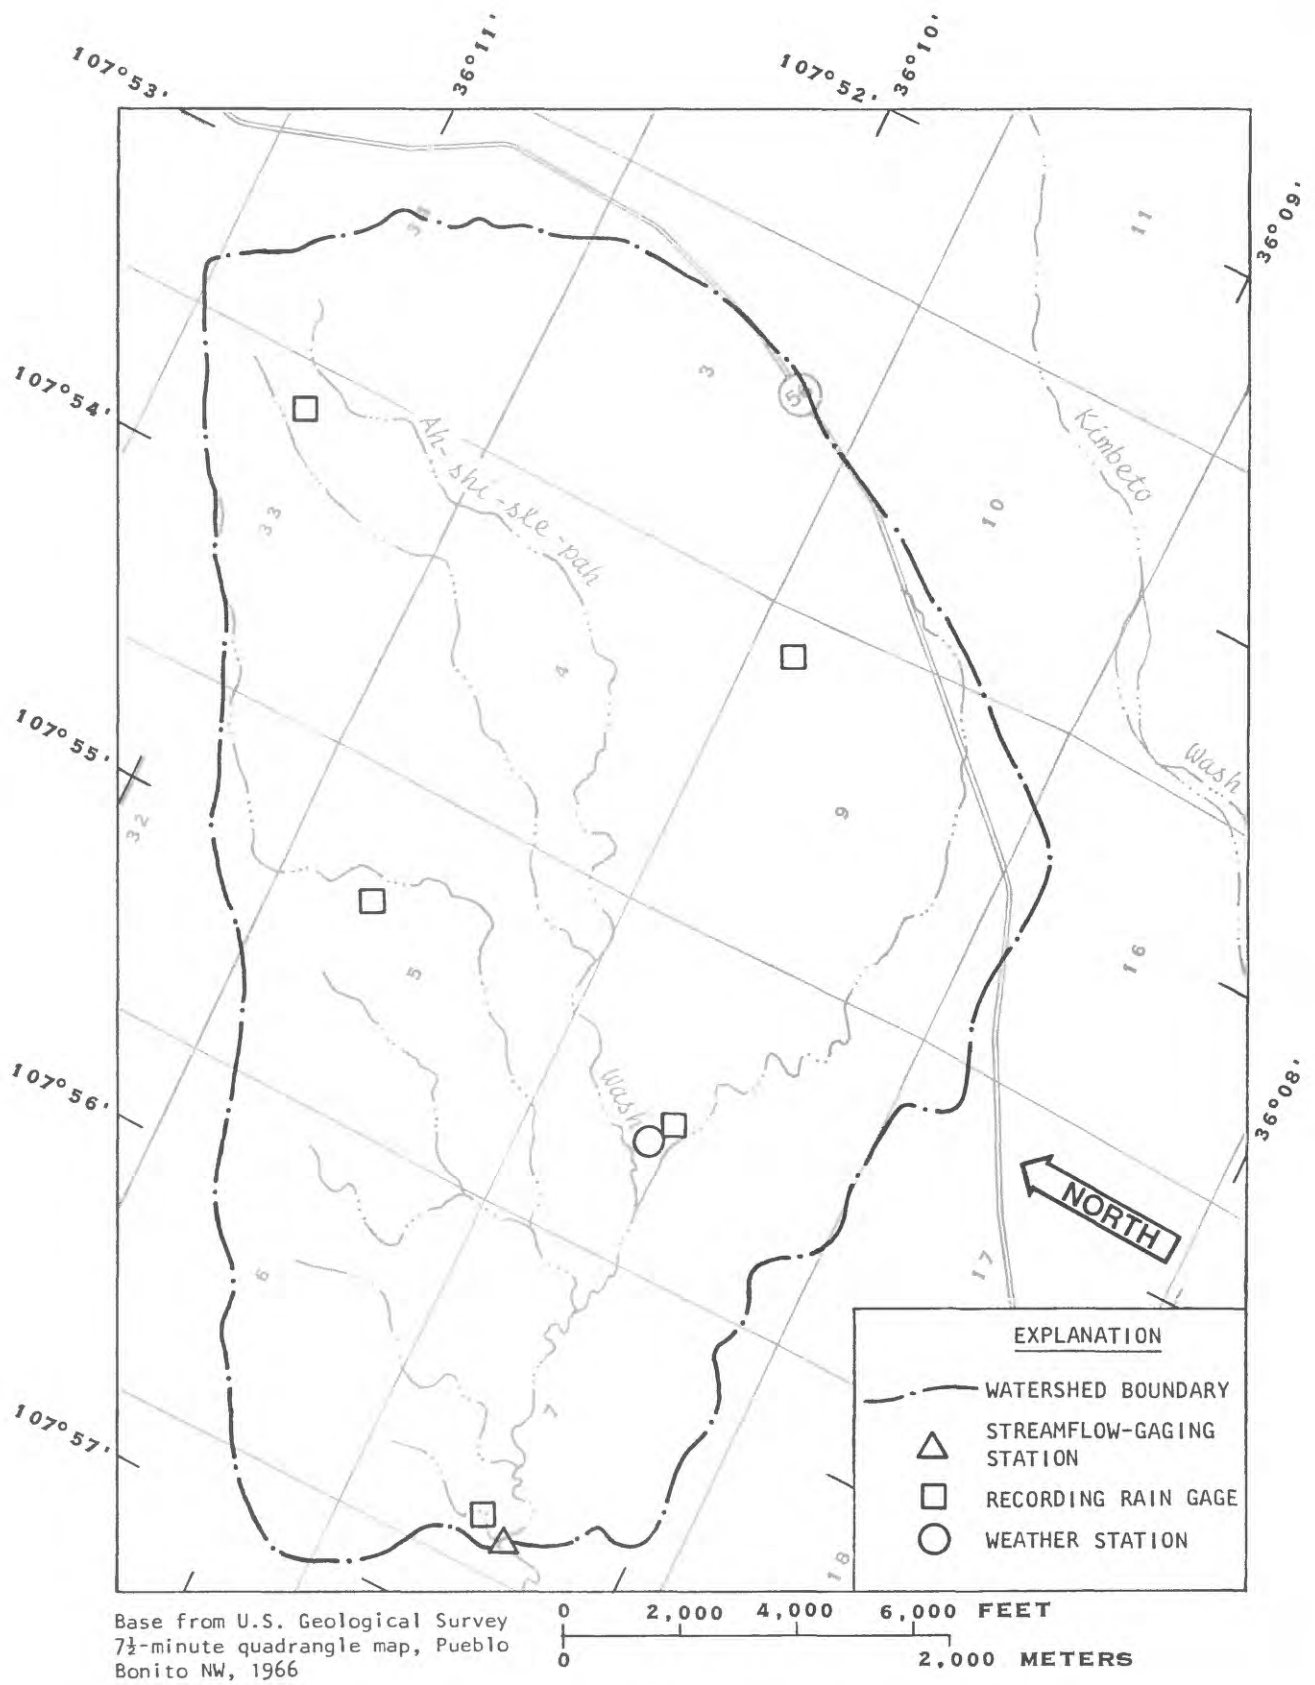 107°53'
36°11'
107°52'
36°10'
36°09'
11
34
107°54'
3
Kimbeto
Ah-shi-sle-pah
33
10
4
107°55'
Wash
32
9
5
16
107°56'
Wash
36°08'
NORTH
6
17
107°57'
7
18
EXPLANATION
WATERSHED BOUNDARY
STREAMFLOW-GAGING
STATION
RECORDING RAIN GAGE
WEATHER STATION
Base from U.S. Geological Survey
7½-minute quadrangle map, Pueblo
Bonito NW, 1966
0 2,000 4,000 6,000 FEET
0 2,000 METERS